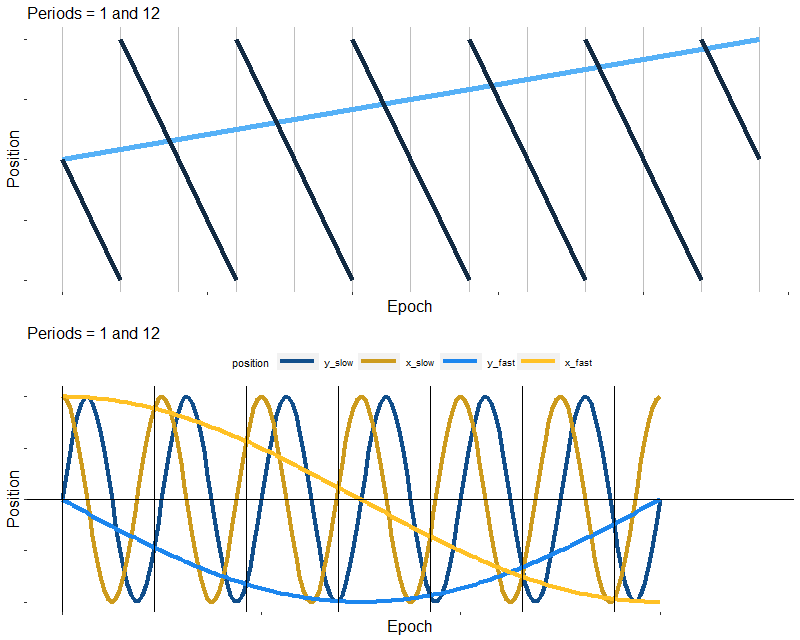 Periods = 1 and 12
Position
Epoch
Periods = 1 and 12
position y_slow x_slow y_fast x_fast
Position
Epoch